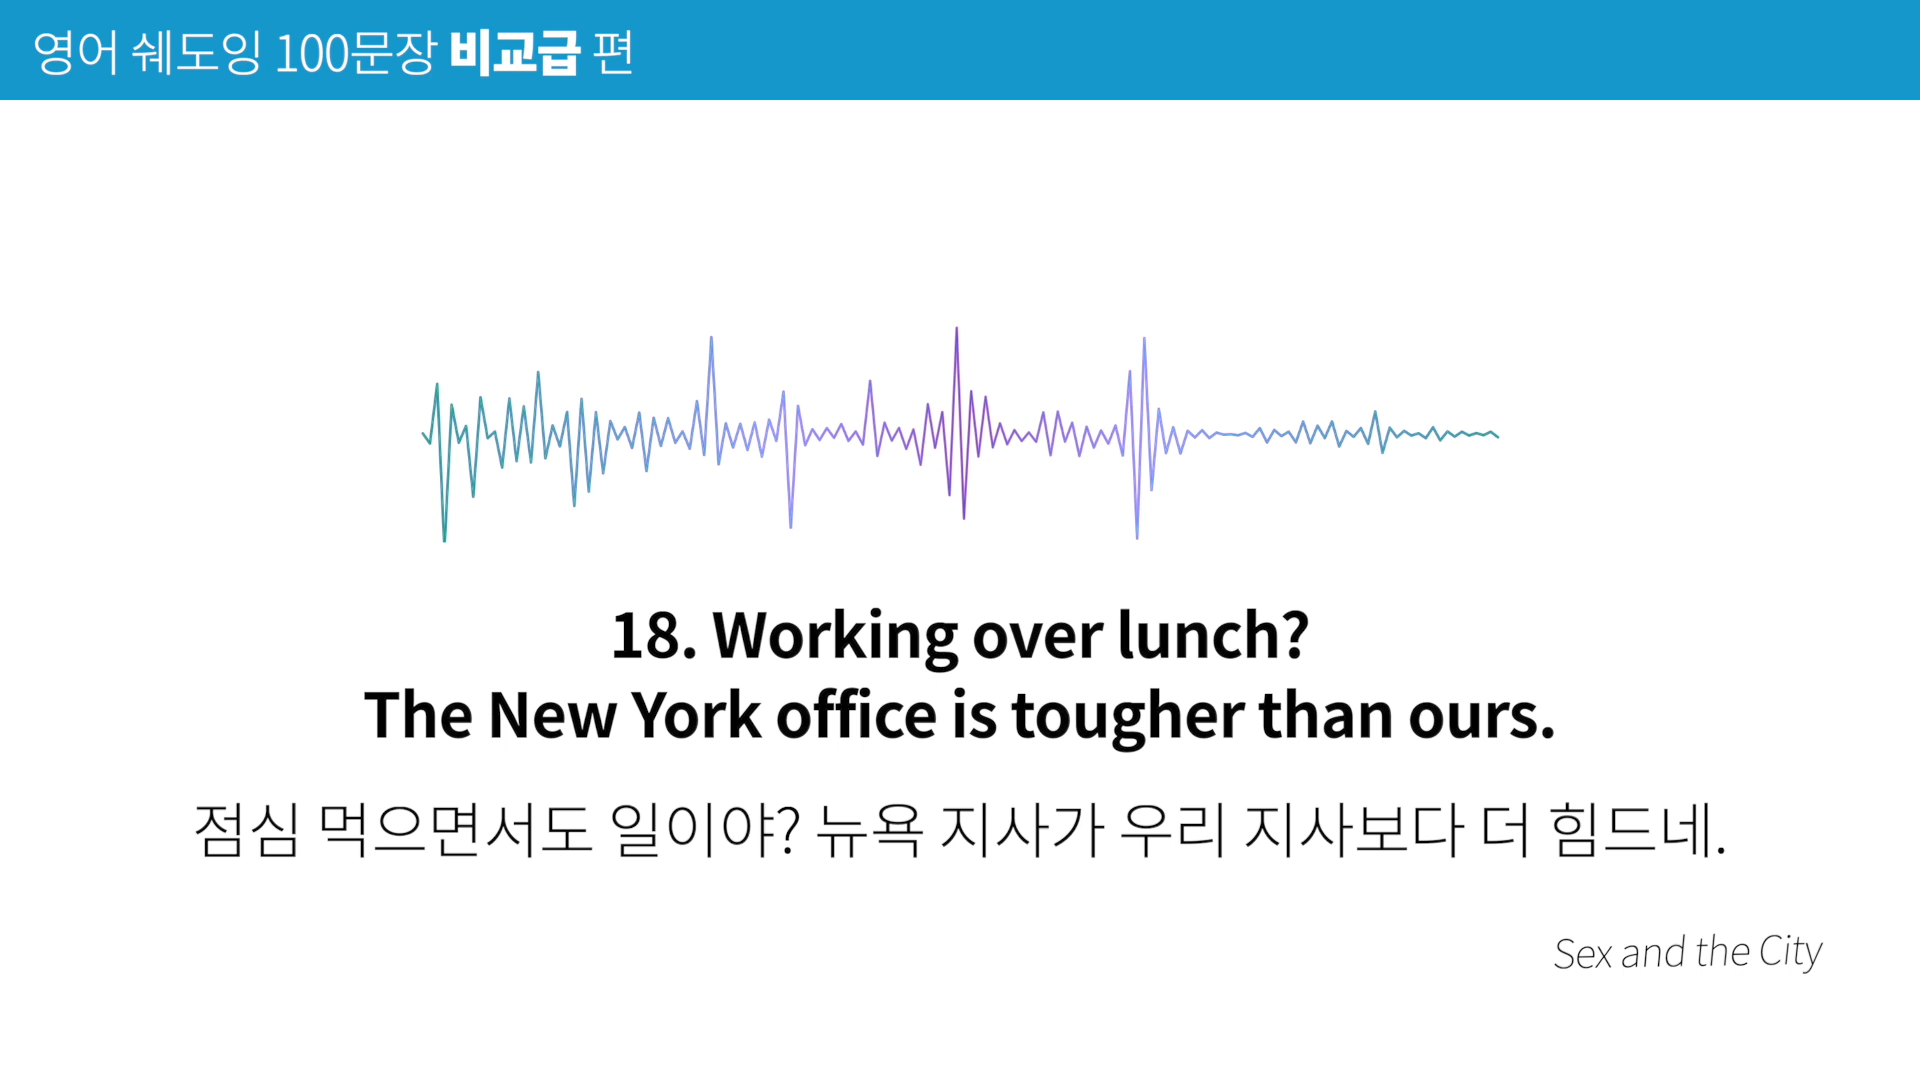 영어 쉐도잉 100문장 비교급 편
18. Working over lunch?
The New York office is tougher than ours.
점심 먹으면서도 일이야? 뉴욕 지사가 우리 지사보다 더 힘드네.
Sex and the City